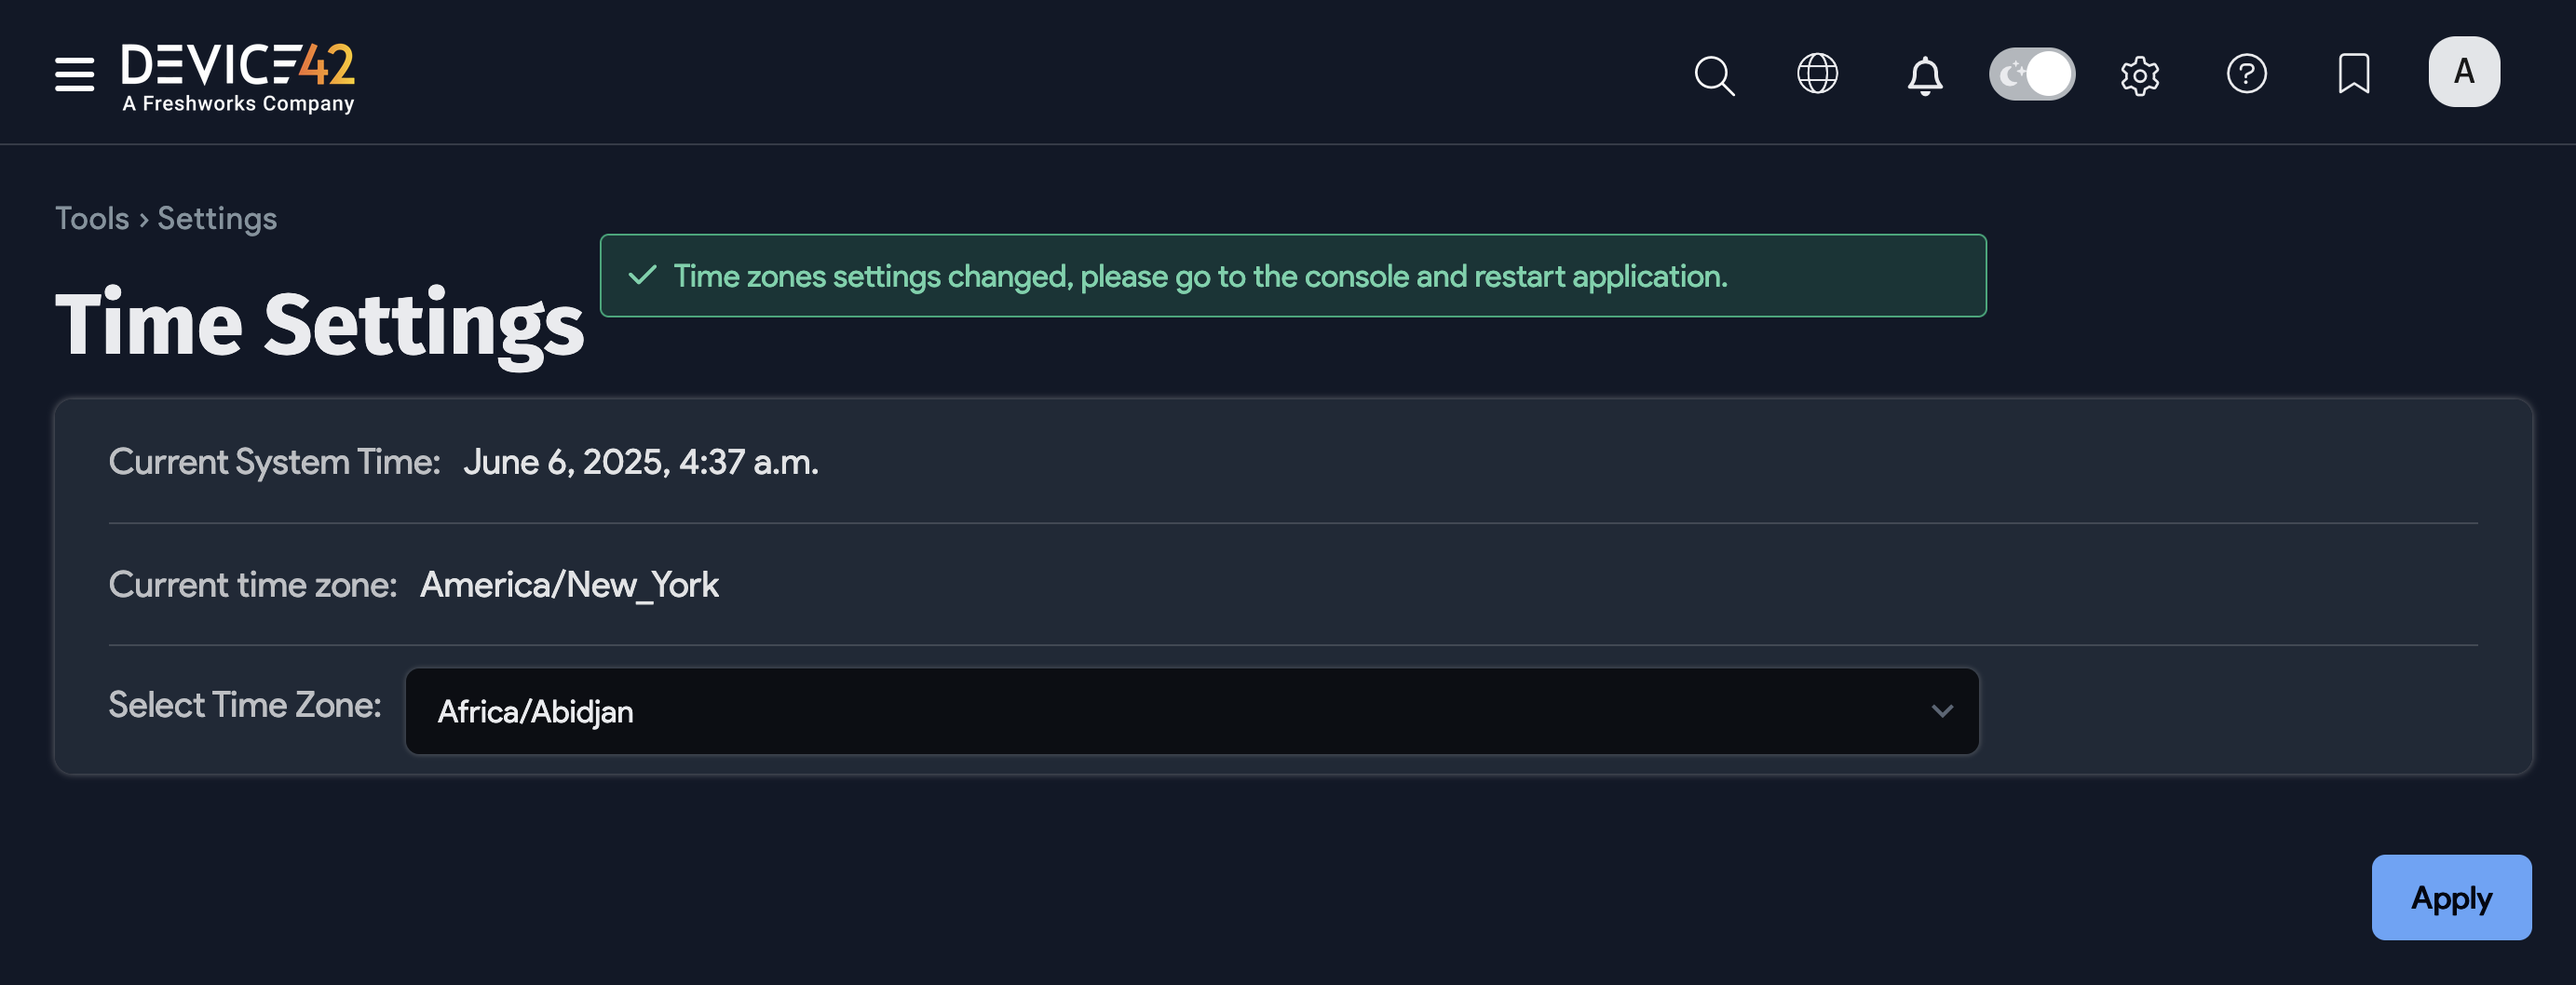 DEVICE42
A Freshworks Company
A
Tools › Settings
Time zones settings changed, please go to the console and restart application.
Time Settings
Current System Time: June 6, 2025, 4:37 a.m.
Current time zone: America/New_York
Select Time Zone: Africa/Abidjan
Apply